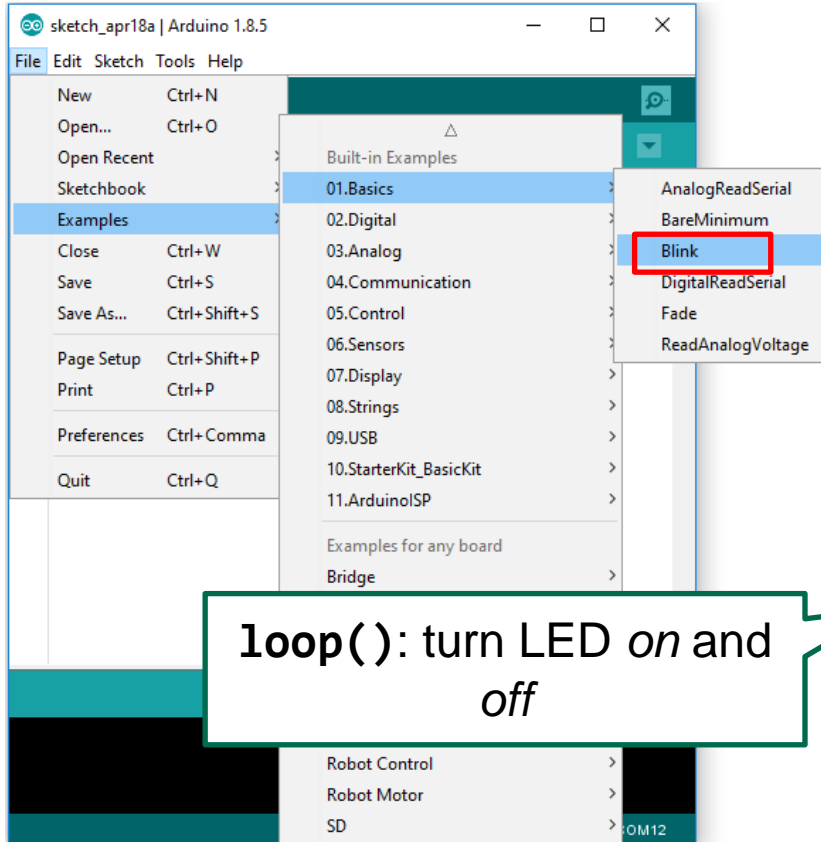 sketch_apr18a | Arduino 1.8.5
File Edit Sketch Tools Help
New Ctrl+N
Open... Ctrl+O
Open Recent
Sketchbook
Examples
Close Ctrl+W
Save Ctrl+S
Save As... Ctrl+Shift+S
Page Setup Ctrl+Shift+P
Print Ctrl+P
Preferences Ctrl+Comma
Quit Ctrl+Q
Built-in Examples
01.Basics
02.Digital
03.Analog
04.Communication
05.Control
06.Sensors
07.Display
08.Strings
09.USB
10.StarterKit_BasicKit
11.ArduinoISP
Examples for any board
Bridge
Robot Control
Robot Motor
SD
AnalogReadSerial
BareMinimum
Blink
DigitalReadSerial
Fade
ReadAnalogVoltage
loop(): turn LED on and
off
COM12